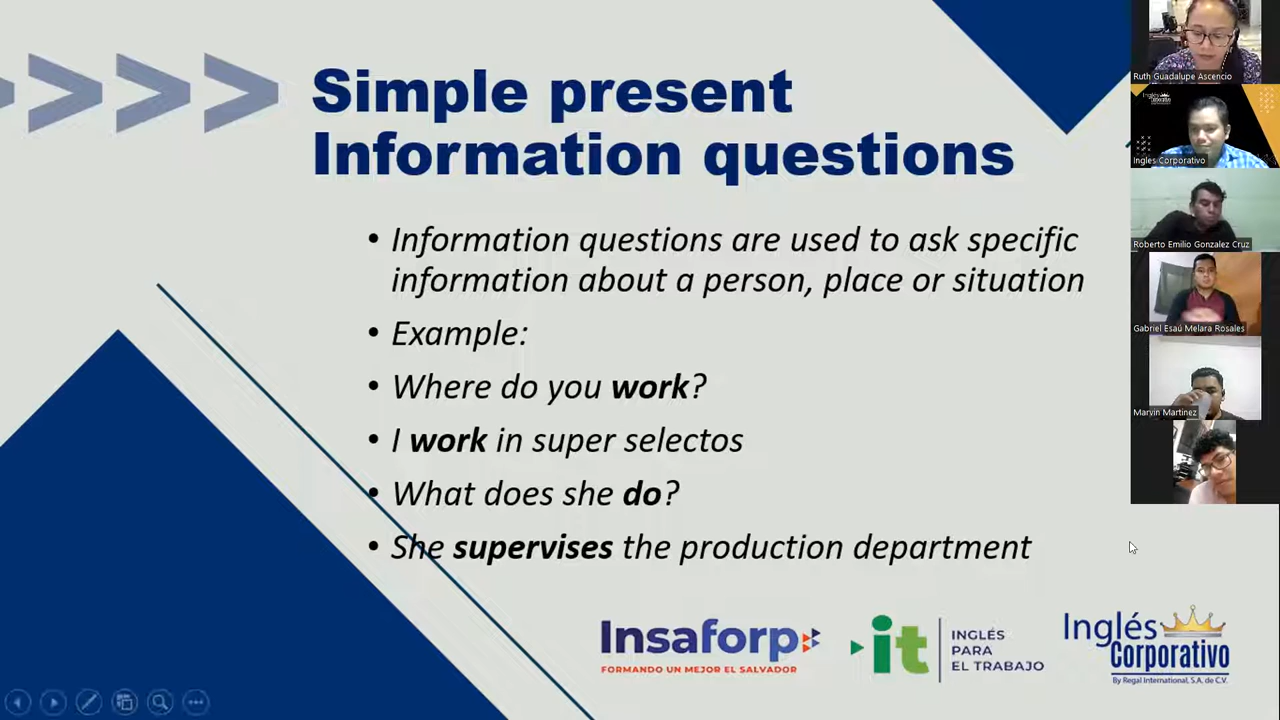 Simple present
Information questions
• Information questions are used to ask specific
information about a person, place or situation
• Example:
• Where do you work?
• I work in super selectos
• What does she do?
• She supervises the production department
Insaforp
FORMANDO UN MEJOR EL SALVADOR
it
INGLÉS
PARA
EL TRABAJO
Inglés
Corporativo
By Regal International, S.A. de C.V.
Ruth Guadalupe Ascencio
Ingles Corporativo
Roberto Emilio Gonzalez Cruz
Gabriel Esaú Melara Rosales
Marvin Martinez